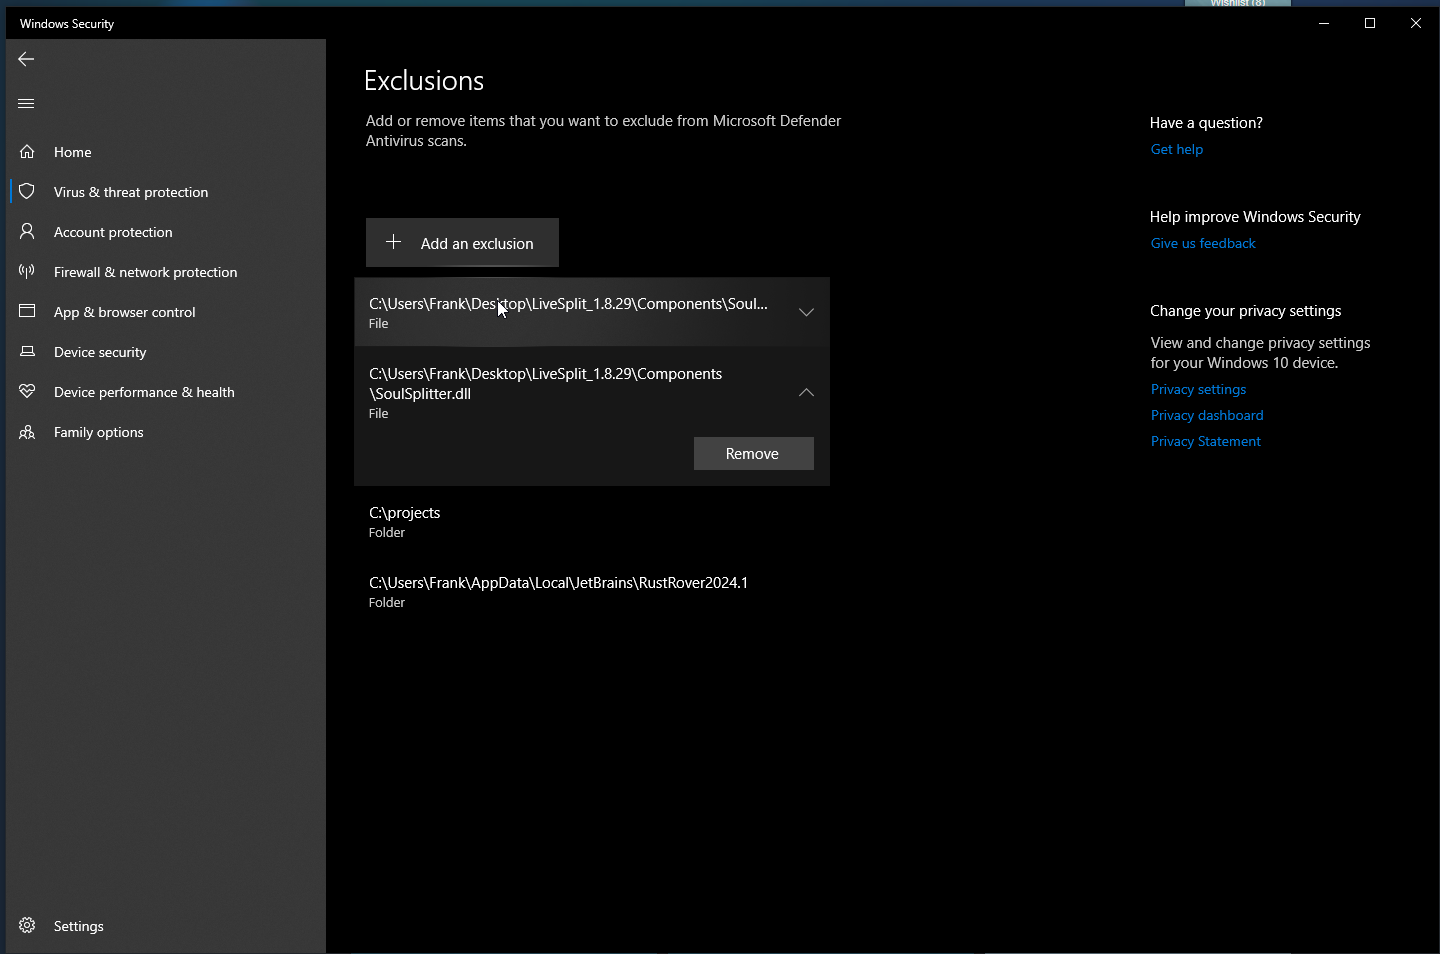 Wishlist (8)
Windows Security
Home
Virus & threat protection
Account protection
Firewall & network protection
App & browser control
Device security
Device performance & health
Family options
Settings
Exclusions
Add or remove items that you want to exclude from Microsoft Defender
Antivirus scans.
Add an exclusion
C:\Users\Frank\Desktop\LiveSplit_1.8.29\Components\Soul...
File
C:\Users\Frank\Desktop\LiveSplit_1.8.29\Components
\SoulSplitter.dll
File
Remove
C:\projects
Folder
C:\Users\Frank\AppData\Local\JetBrains\RustRover2024.1
Folder
Have a question?
Get help
Help improve Windows Security
Give us feedback
Change your privacy settings
View and change privacy settings
for your Windows 10 device.
Privacy settings
Privacy dashboard
Privacy Statement